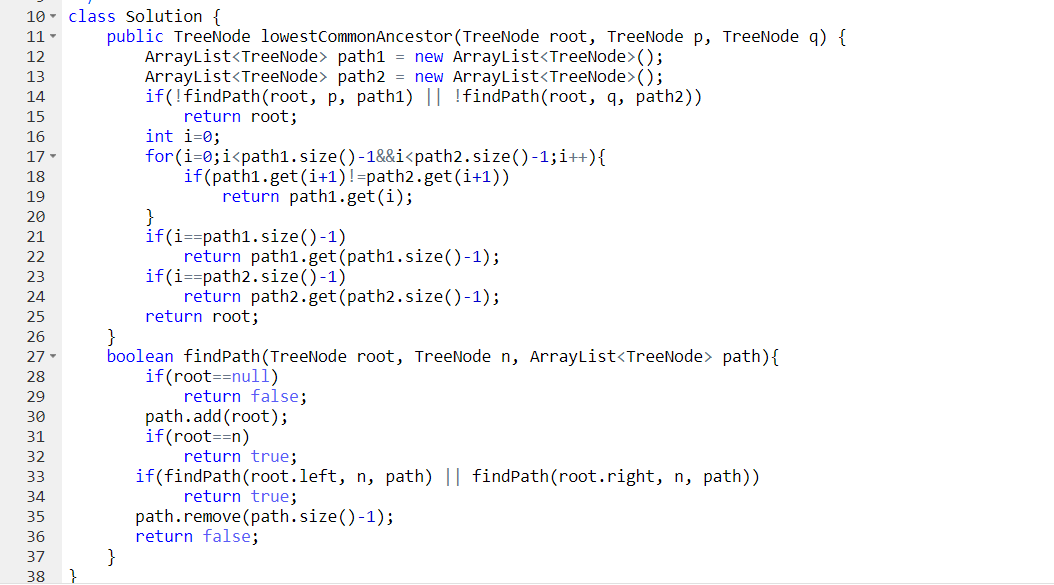 10 class Solution {
11     public TreeNode lowestCommonAncestor(TreeNode root, TreeNode p, TreeNode q) {
12         ArrayList<TreeNode> path1 = new ArrayList<TreeNode>();
13         ArrayList<TreeNode> path2 = new ArrayList<TreeNode>();
14         if(!findPath(root, p, path1) || !findPath(root, q, path2))
15             return root;
16         int i=0;
17         for(i=0;i<path1.size()-1&&i<path2.size()-1;i++){
18             if(path1.get(i+1)!=path2.get(i+1))
19                 return path1.get(i);
20         }
21         if(i==path1.size()-1)
22             return path1.get(path1.size()-1);
23         if(i==path2.size()-1)
24             return path2.get(path2.size()-1);
25         return root;
26     }
27     boolean findPath(TreeNode root, TreeNode n, ArrayList<TreeNode> path){
28         if(root==null)
29             return false;
30         path.add(root);
31         if(root==n)
32             return true;
33        if(findPath(root.left, n, path) || findPath(root.right, n, path))
34             return true;
35        path.remove(path.size()-1);
36        return false;
37     }
38 }